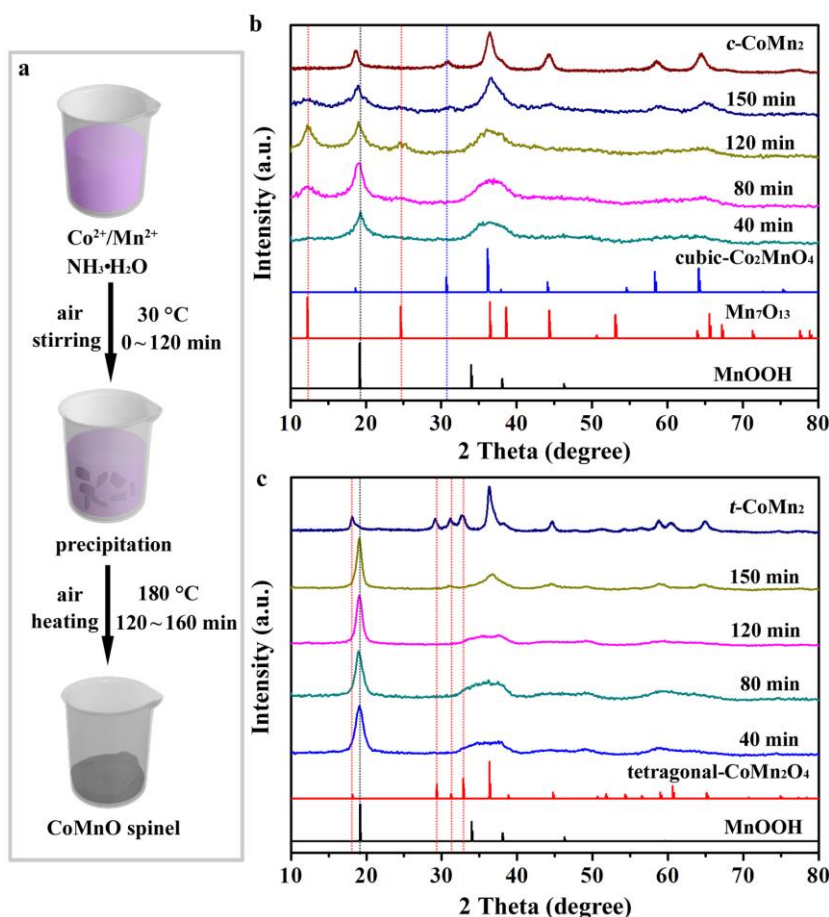 a
Co²⁺/Mn²⁺
NH₃•H₂O
air 30 °C
stirring 0~120 min
precipitation
air 180 °C
heating 120~160 min
CoMnO spinel
b
Intensity (a.u.)
c-CoMn₂
150 min
120 min
80 min
40 min
cubic-Co₂MnO₄
Mn₇O₁₃
MnOOH
10 20 30 40 50 60 70 80
2 Theta (degree)
c
Intensity (a.u.)
t-CoMn₂
150 min
120 min
80 min
40 min
tetragonal-CoMn₂O₄
MnOOH
10 20 30 40 50 60 70 80
2 Theta (degree)